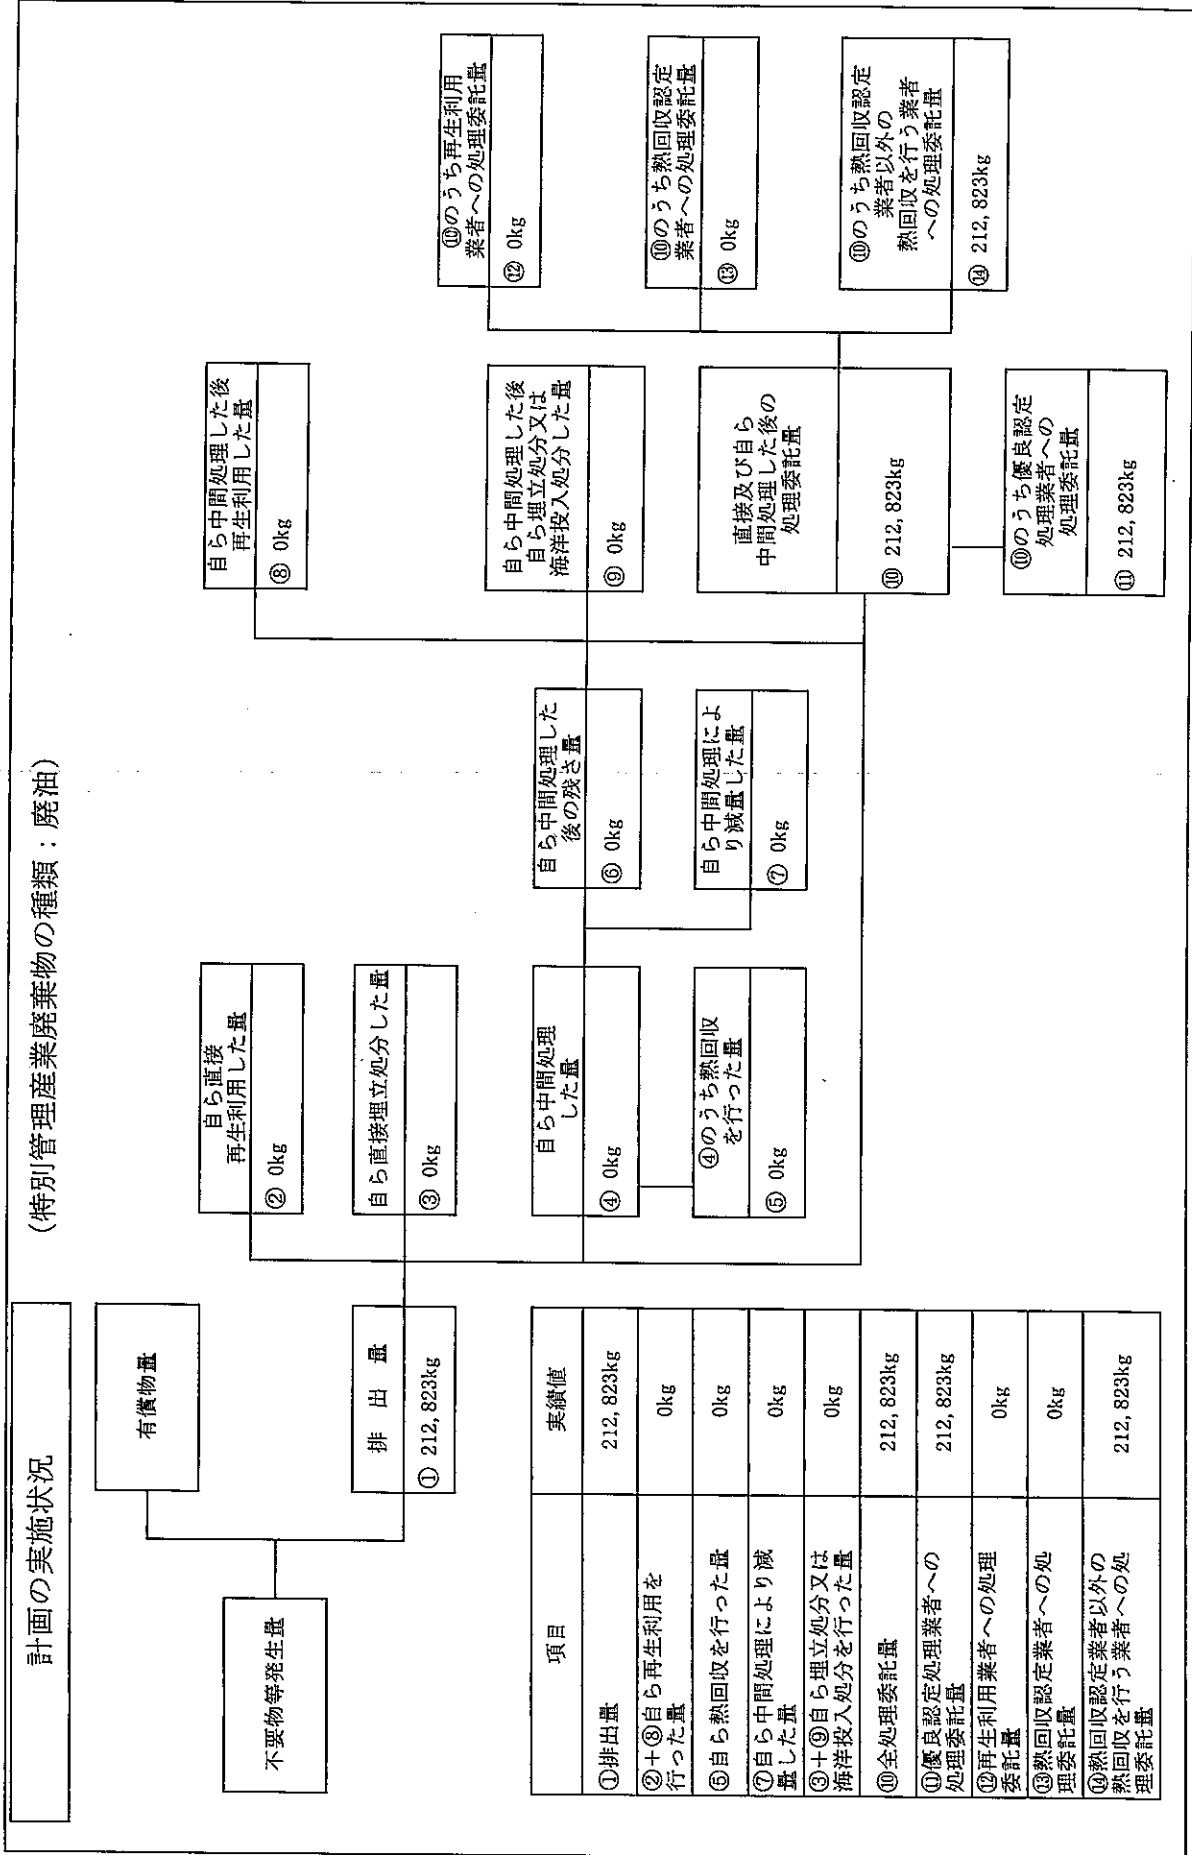 計画の実施状況
(特別管理産業廃棄物の種類：廃油)
不要物等発生量
有償物量
排出量
① 212,823kg
自ら直接
再生利用した量
② 0kg
自ら直接埋立処分した量
③ 0kg
自ら中間処理
した量
④ 0kg
④のうち熱回収
を行った量
⑤ 0kg
自ら中間処理した
後の残さ量
⑥ 0kg
自ら中間処理によ
り減量した量
⑦ 0kg
自ら中間処理した後
再生利用した量
⑧ 0kg
自ら中間処理した後
自ら埋立処分又は
海洋投入処分した量
⑨ 0kg
直接及び自ら
中間処理した後の
処理委託量
⑩ 212,823kg
⑩のうち優良認定
処理業者への
処理委託量
⑪ 212,823kg
⑩のうち再生利用
業者への処理委託量
⑫ 0kg
⑩のうち熱回収認定
業者への処理委託量
⑬ 0kg
⑩のうち熱回収認定
業者以外の
熱回収を行う業者
への処理委託量
⑭ 212,823kg
項目 実績値
①排出量 212,823kg
②+⑧自ら再生利用を
行った量 0kg
⑤自ら熱回収を行った量 0kg
⑦自ら中間処理により減
量した量 0kg
③+⑨自ら埋立処分又は
海洋投入処分を行った量 0kg
⑩全処理委託量 212,823kg
⑪優良認定処理業者への
処理委託量 212,823kg
⑫再生利用業者への処理
委託量 0kg
⑬熱回収認定業者への処
理委託量 0kg
⑭熱回収認定業者以外の
熱回収を行う業者への処
理委託量 212,823kg